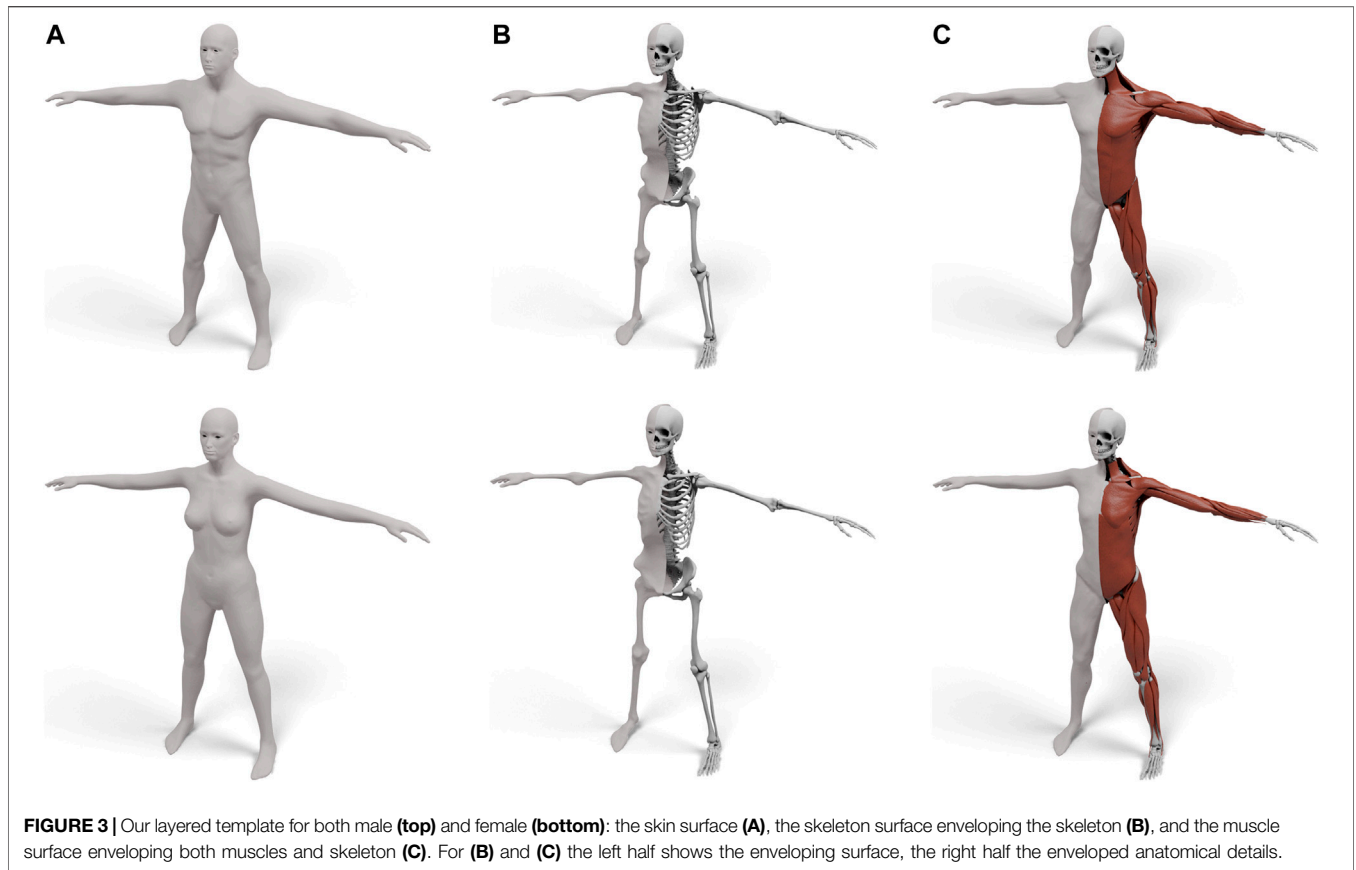 A
B
C
FIGURE 3 | Our layered template for both male (top) and female (bottom): the skin surface (A), the skeleton surface enveloping the skeleton (B), and the muscle
surface enveloping both muscles and skeleton (C). For (B) and (C) the left half shows the enveloping surface, the right half the enveloped anatomical details.